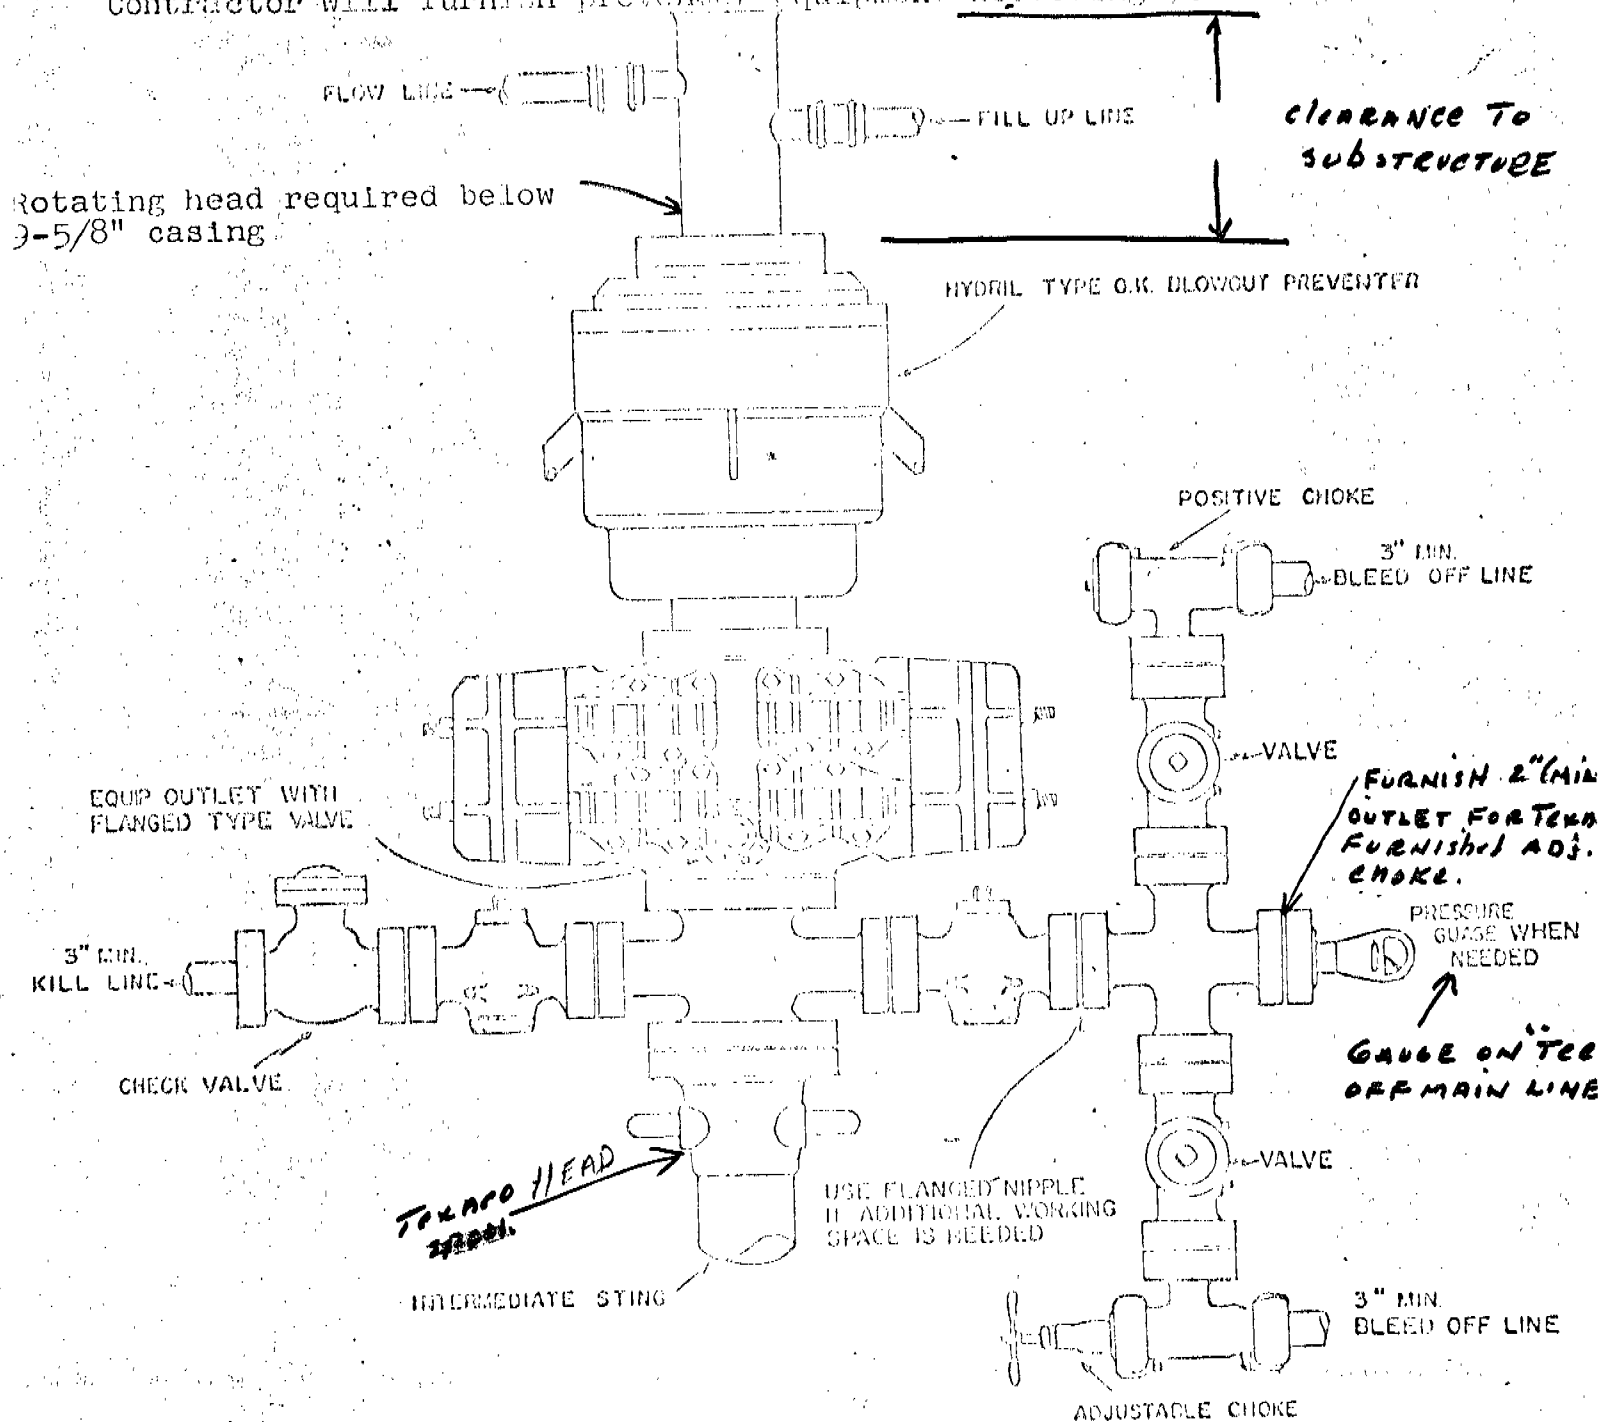 Contractor will furnish
FLOW LINE
FILL UP LINE
CLEARANCE TO
SUBSTRUCTURE
Rotating head required below
9-5/8" casing
HYDRIL TYPE O.K. BLOWOUT PREVENTER
POSITIVE CHOKE
3" MIN.
BLEED OFF LINE
VALVE
EQUIP OUTLET WITH
FLANGED TYPE VALVE
FURNISH 2" (MIN
OUTLET FOR
FURNISHED ADJ.
CHOKE.
PRESSURE
GUAGE WHEN
NEEDED
3" MIN.
KILL LINE
CHECK VALVE
GAUGE ON TEE
OFF MAIN LINE
VALVE
TEXACO HEAD
USE FLANGED NIPPLE
IF ADDITIONAL WORKING
SPACE IS NEEDED
INTERMEDIATE STING
3" MIN.
BLEED OFF LINE
ADJUSTABLE CHOKE